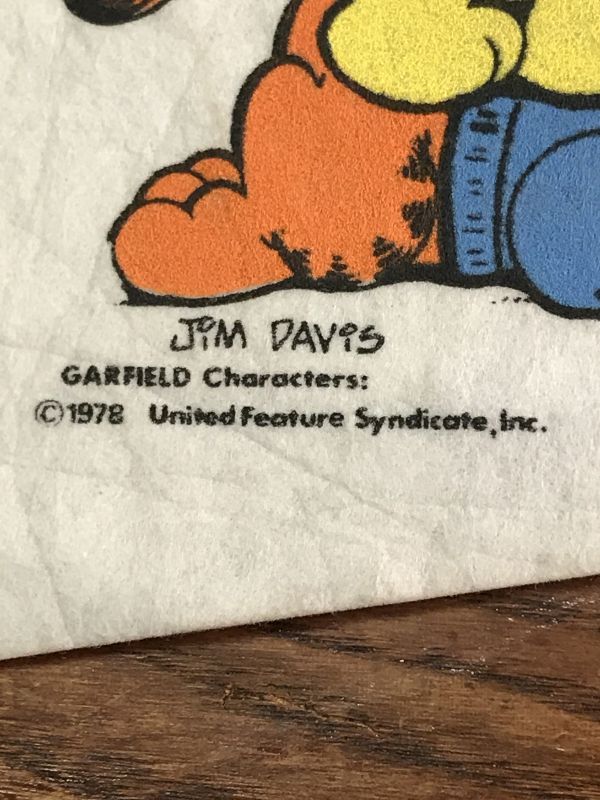 JIM DAVIS
GARFIELD Characters:
©1978 United Feature Syndicate, Inc.